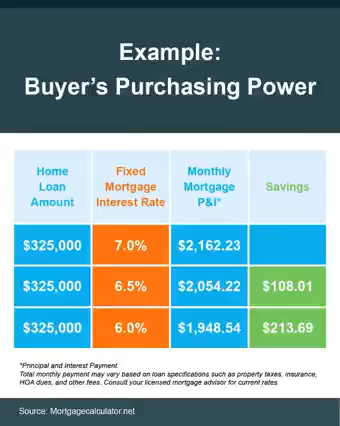 Example:
Buyer's Purchasing Power
Home Loan Amount
Fixed Mortgage Interest Rate
Monthly Mortgage P&I*
Savings
$325,000 7.0% $2,162.23
$325,000 6.5% $2,054.22 $108.01
$325,000 6.0% $1,948.54 $213.69
*Principal and Interest Payment.
Total monthly payment may vary based on loan specifications such as property taxes, insurance,
HOA dues, and other fees. Consult your licensed mortgage advisor for current rates.
Source: Mortgagecalculator.net